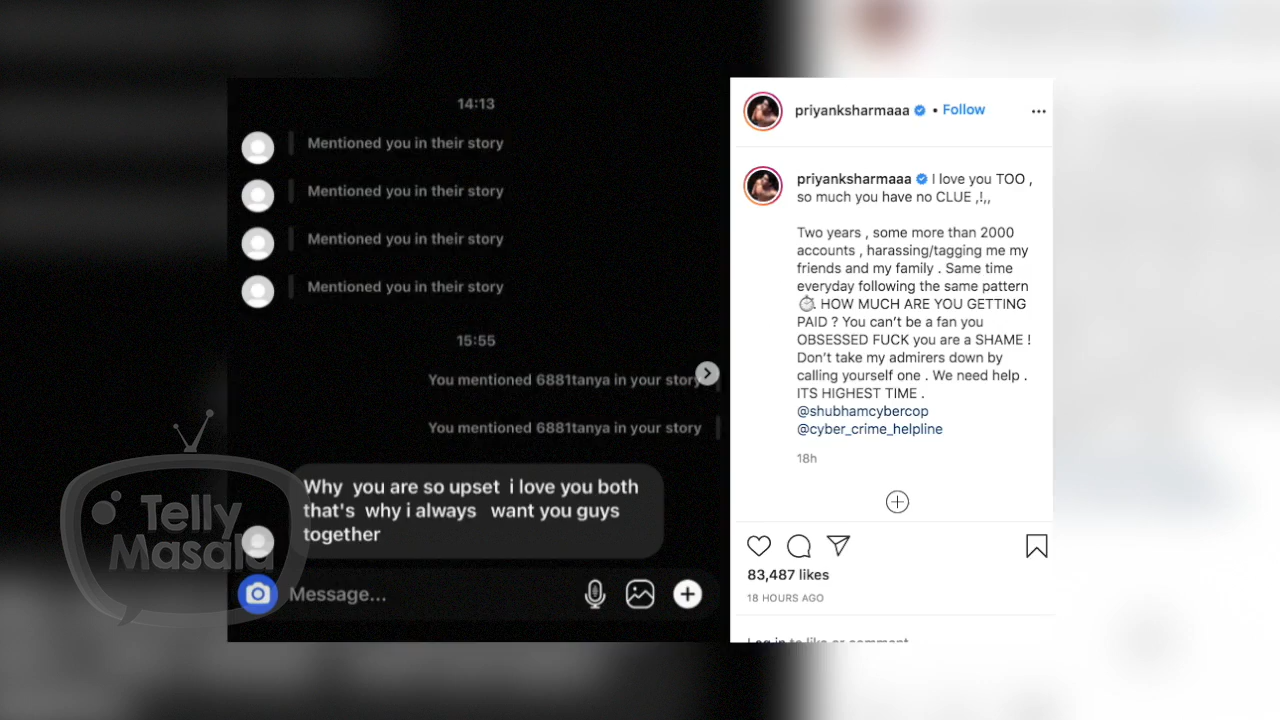 14:13
Mentioned you in their story
Mentioned you in their story
Mentioned you in their story
Mentioned you in their story
15:55
You mentioned 6881tanya in your story
You mentioned 6881tanya in your story
Why you are so upset i love you both
that's why i always want you guys
together
Message...
Telly
Masala
priyanksharmaaa • Follow
priyanksharmaaa I love you TOO ,
so much you have no CLUE ,!,,
Two years , some more than 2000
accounts , harassing/tagging me my
friends and my family . Same time
everyday following the same pattern
⏱. HOW MUCH ARE YOU GETTING
PAID ? You can't be a fan you
OBSESSED FUCK you are a SHAME !
Don't take my admirers down by
calling yourself one . We need help .
ITS HIGHEST TIME .
@shubhamcybercop
@cyber_crime_helpline
18h
83,487 likes
18 HOURS AGO
Log in to like or comment